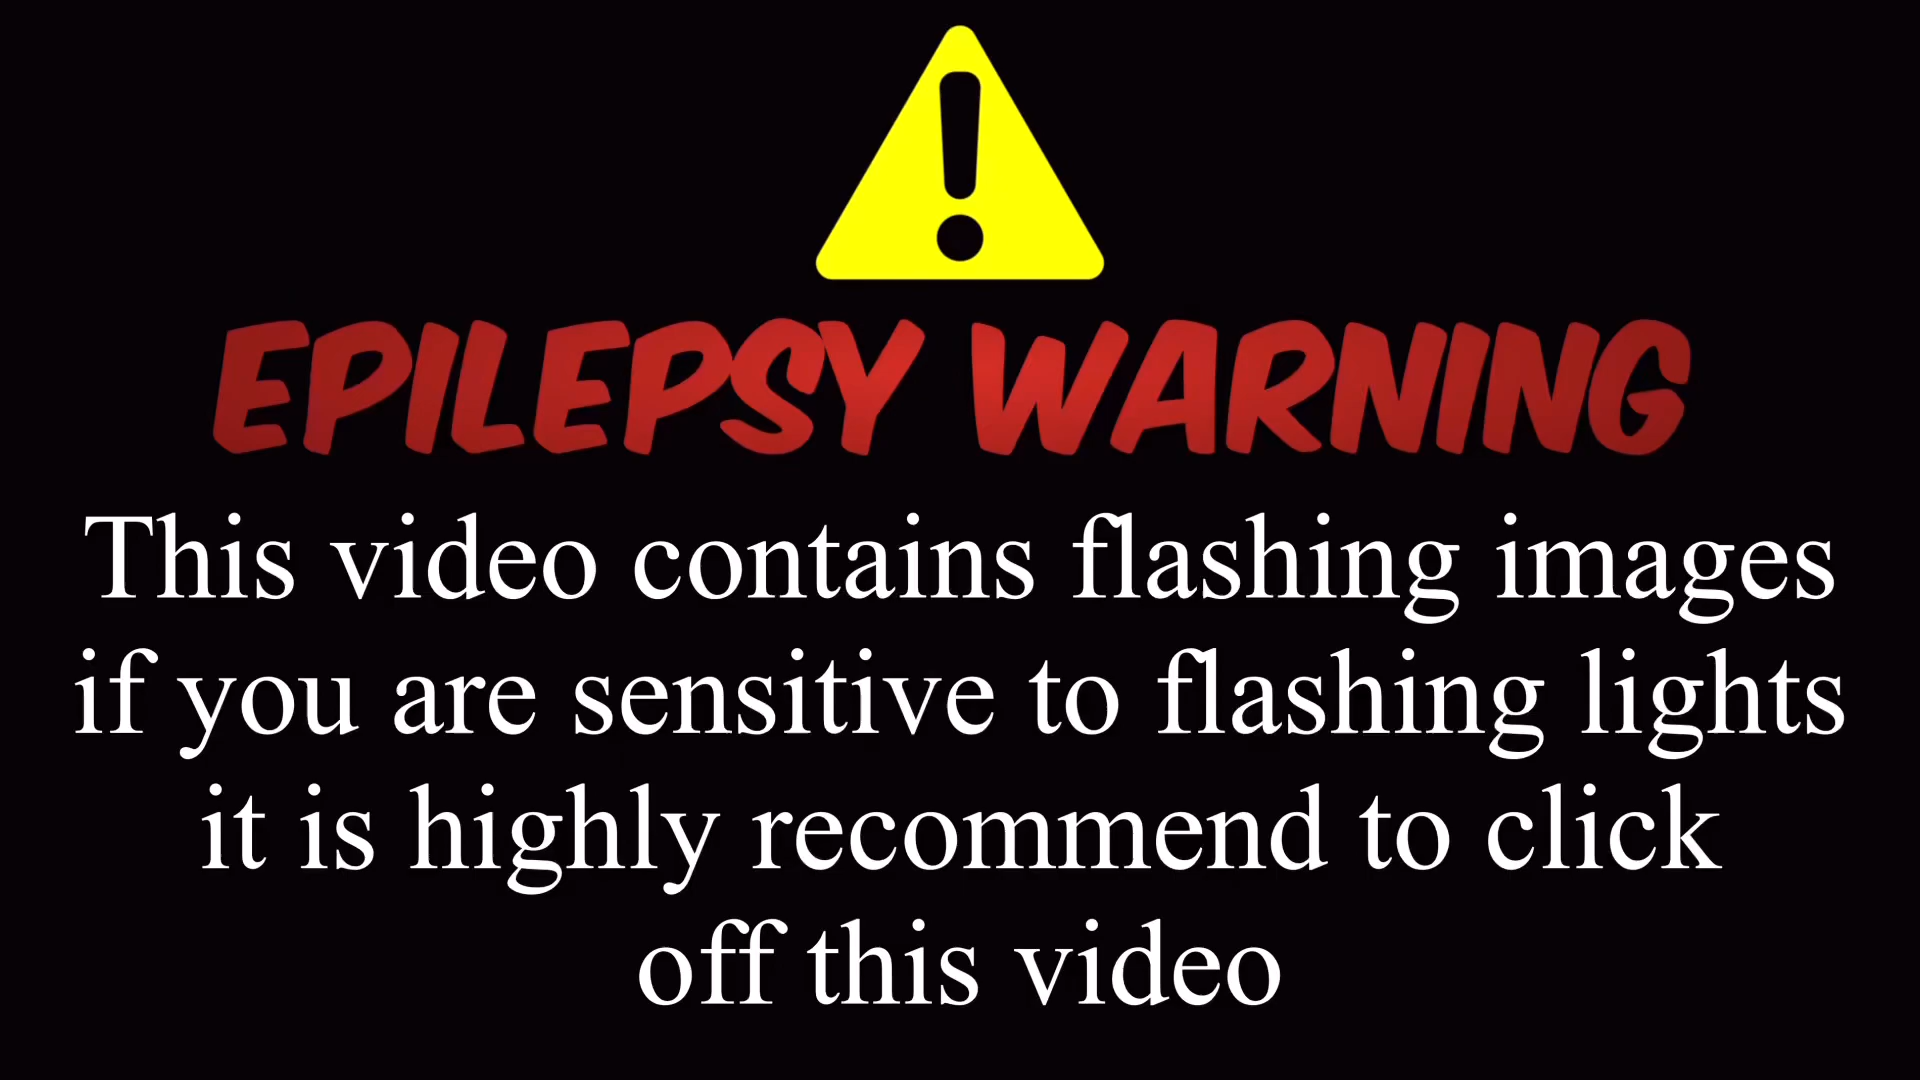 EPILEPSY WARNING
This video contains flashing images
if you are sensitive to flashing lights
it is highly recommend to click
off this video